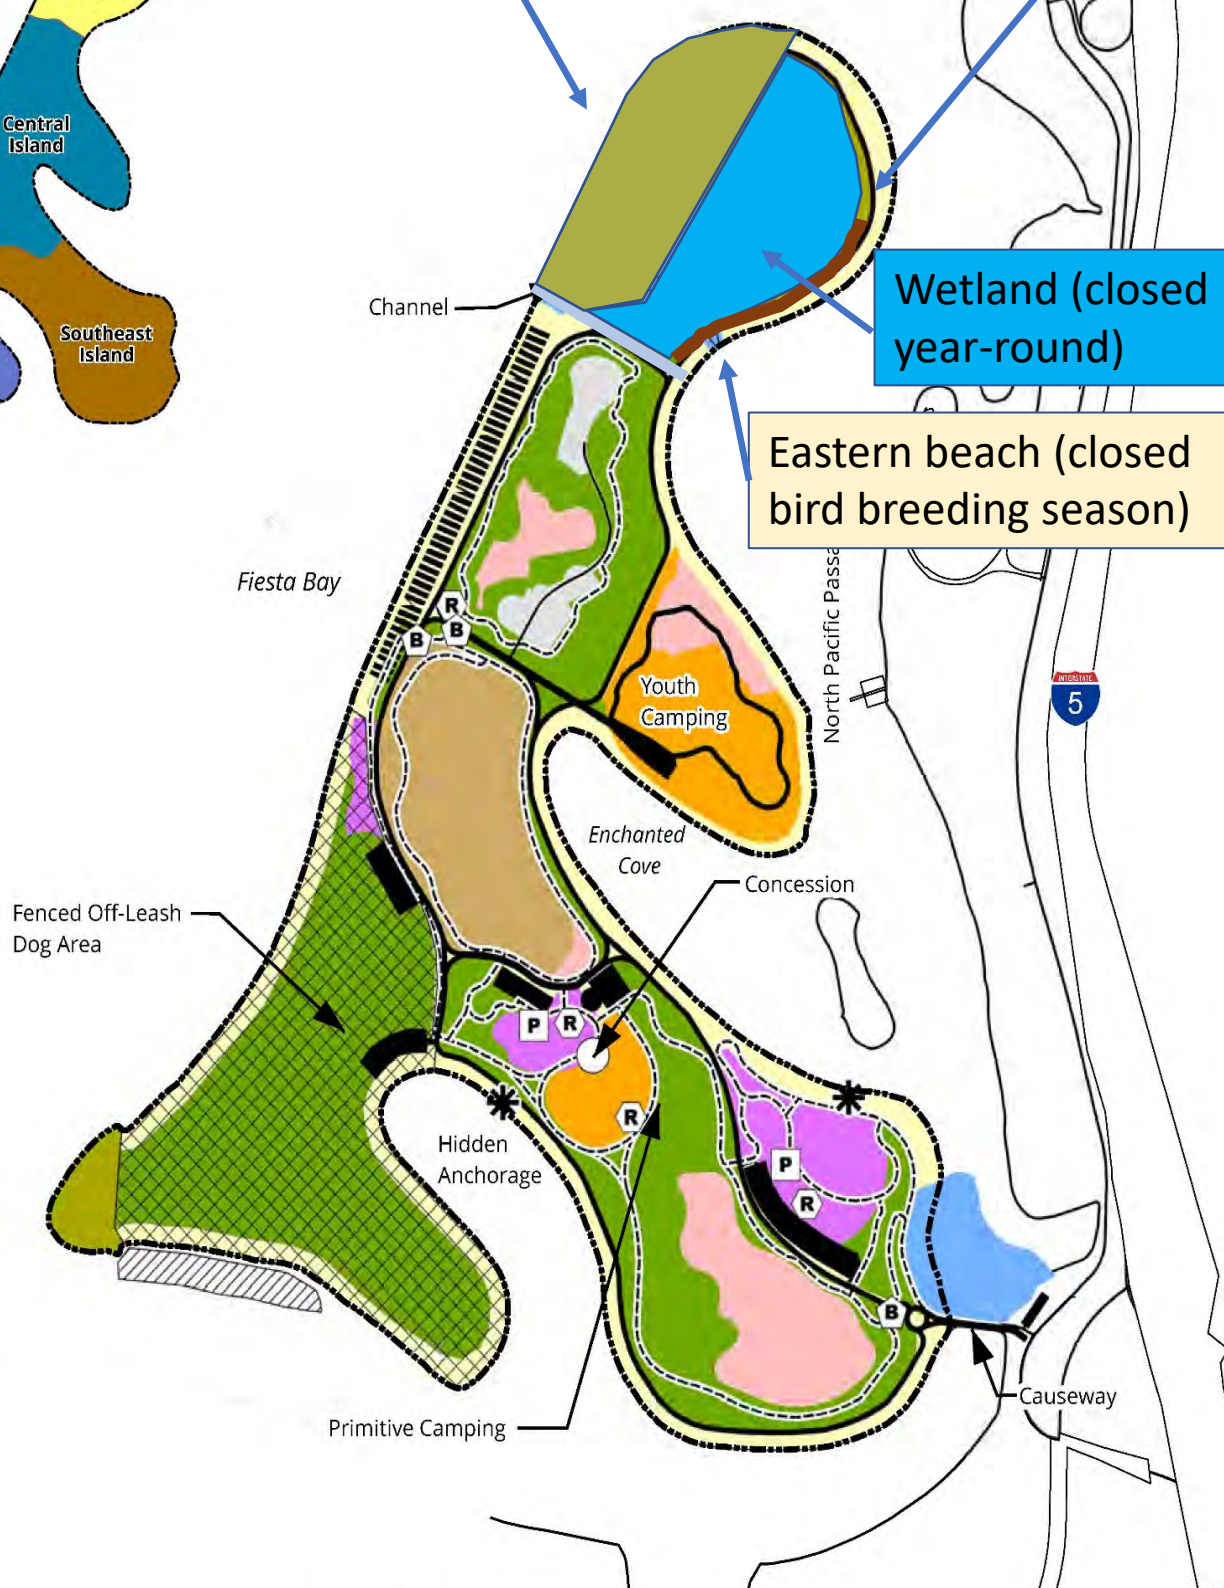 Central
Island
Southeast
Island
Channel
Wetland (closed
year-round)
Eastern beach (closed
bird breeding season)
Fiesta Bay
North Pacific
R
B
B
Youth
Camping
INTERSTATE
5
Enchanted
Cove
Concession
Fenced Off-Leash
Dog Area
P
R
R
Hidden
Anchorage
P
R
B
Causeway
Primitive Camping